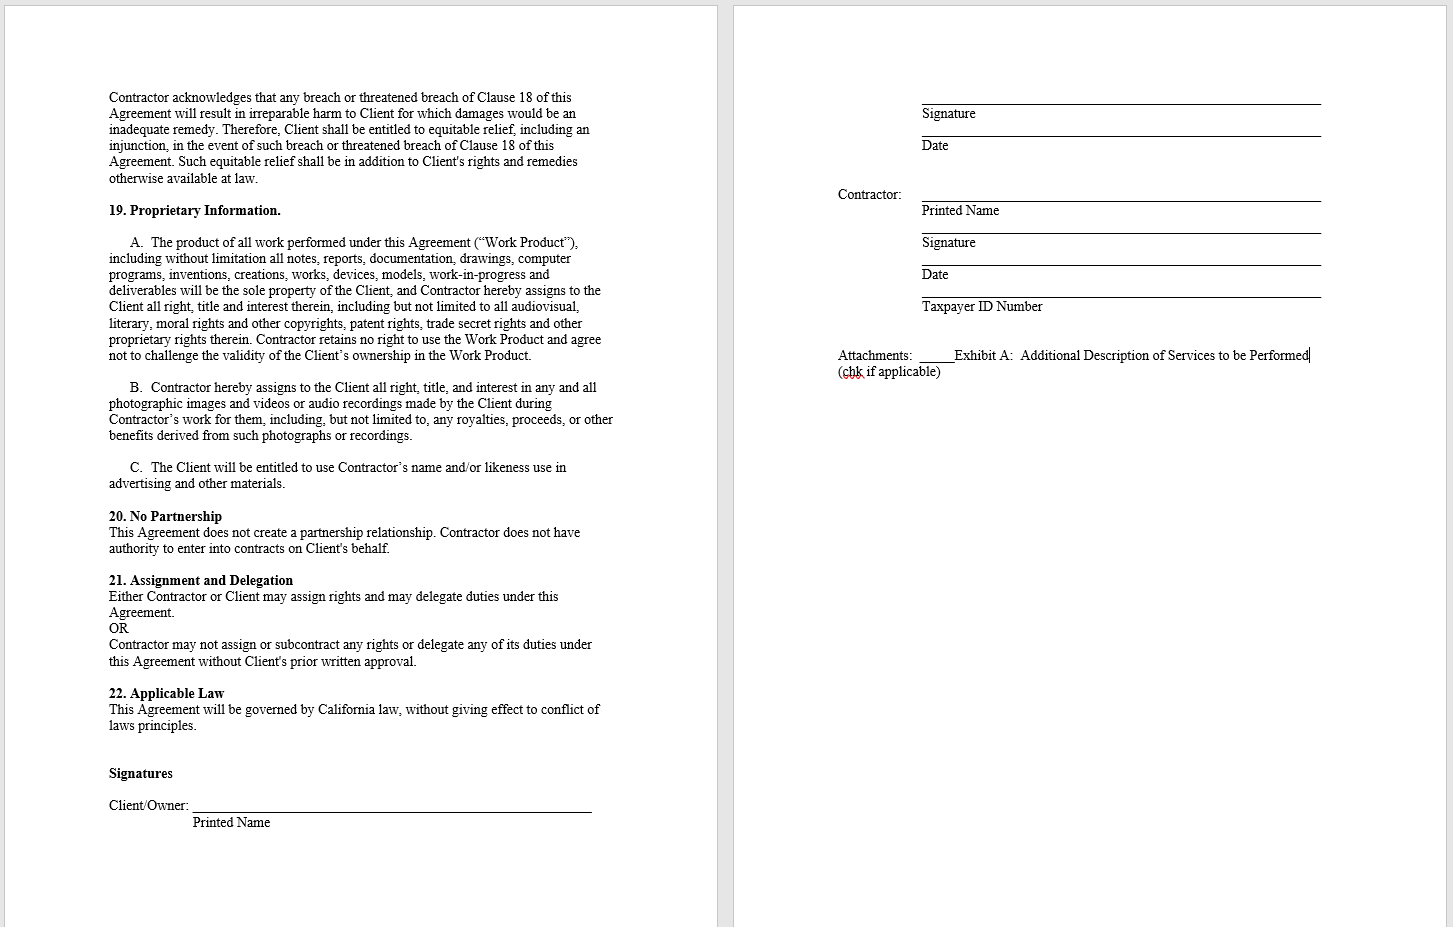 Contractor acknowledges that any breach or threatened breach of Clause 18 of this
Agreement will result in irreparable harm to Client for which damages would be an
inadequate remedy. Therefore, Client shall be entitled to equitable relief, including an
injunction, in the event of such breach or threatened breach of Clause 18 of this
Agreement. Such equitable relief shall be in addition to Client's rights and remedies
otherwise available at law.
19. Proprietary Information.
A. The product of all work performed under this Agreement (“Work Product”),
including without limitation all notes, reports, documentation, drawings, computer
programs, inventions, creations, works, devices, models, work-in-progress and
deliverables will be the sole property of the Client, and Contractor hereby assigns to the
Client all right, title and interest therein, including but not limited to all audiovisual,
literary, moral rights and other copyrights, patent rights, trade secret rights and other
proprietary rights therein. Contractor retains no right to use the Work Product and agree
not to challenge the validity of the Client’s ownership in the Work Product.
B. Contractor hereby assigns to the Client all right, title, and interest in any and all
photographic images and videos or audio recordings made by the Client during
Contractor’s work for them, including, but not limited to, any royalties, proceeds, or other
benefits derived from such photographs or recordings.
C. The Client will be entitled to use Contractor’s name and/or likeness use in
advertising and other materials.
20. No Partnership
This Agreement does not create a partnership relationship. Contractor does not have
authority to enter into contracts on Client's behalf.
21. Assignment and Delegation
Either Contractor or Client may assign rights and may delegate duties under this
Agreement.
OR
Contractor may not assign or subcontract any rights or delegate any of its duties under
this Agreement without Client's prior written approval.
22. Applicable Law
This Agreement will be governed by California law, without giving effect to conflict of
laws principles.
Signatures
Client/Owner: ____________________
Printed Name
Signature
Date
Contractor:
Printed Name
Signature
Date
Taxpayer ID Number
Attachments: _____Exhibit A: Additional Description of Services to be Performed
(chk if applicable)